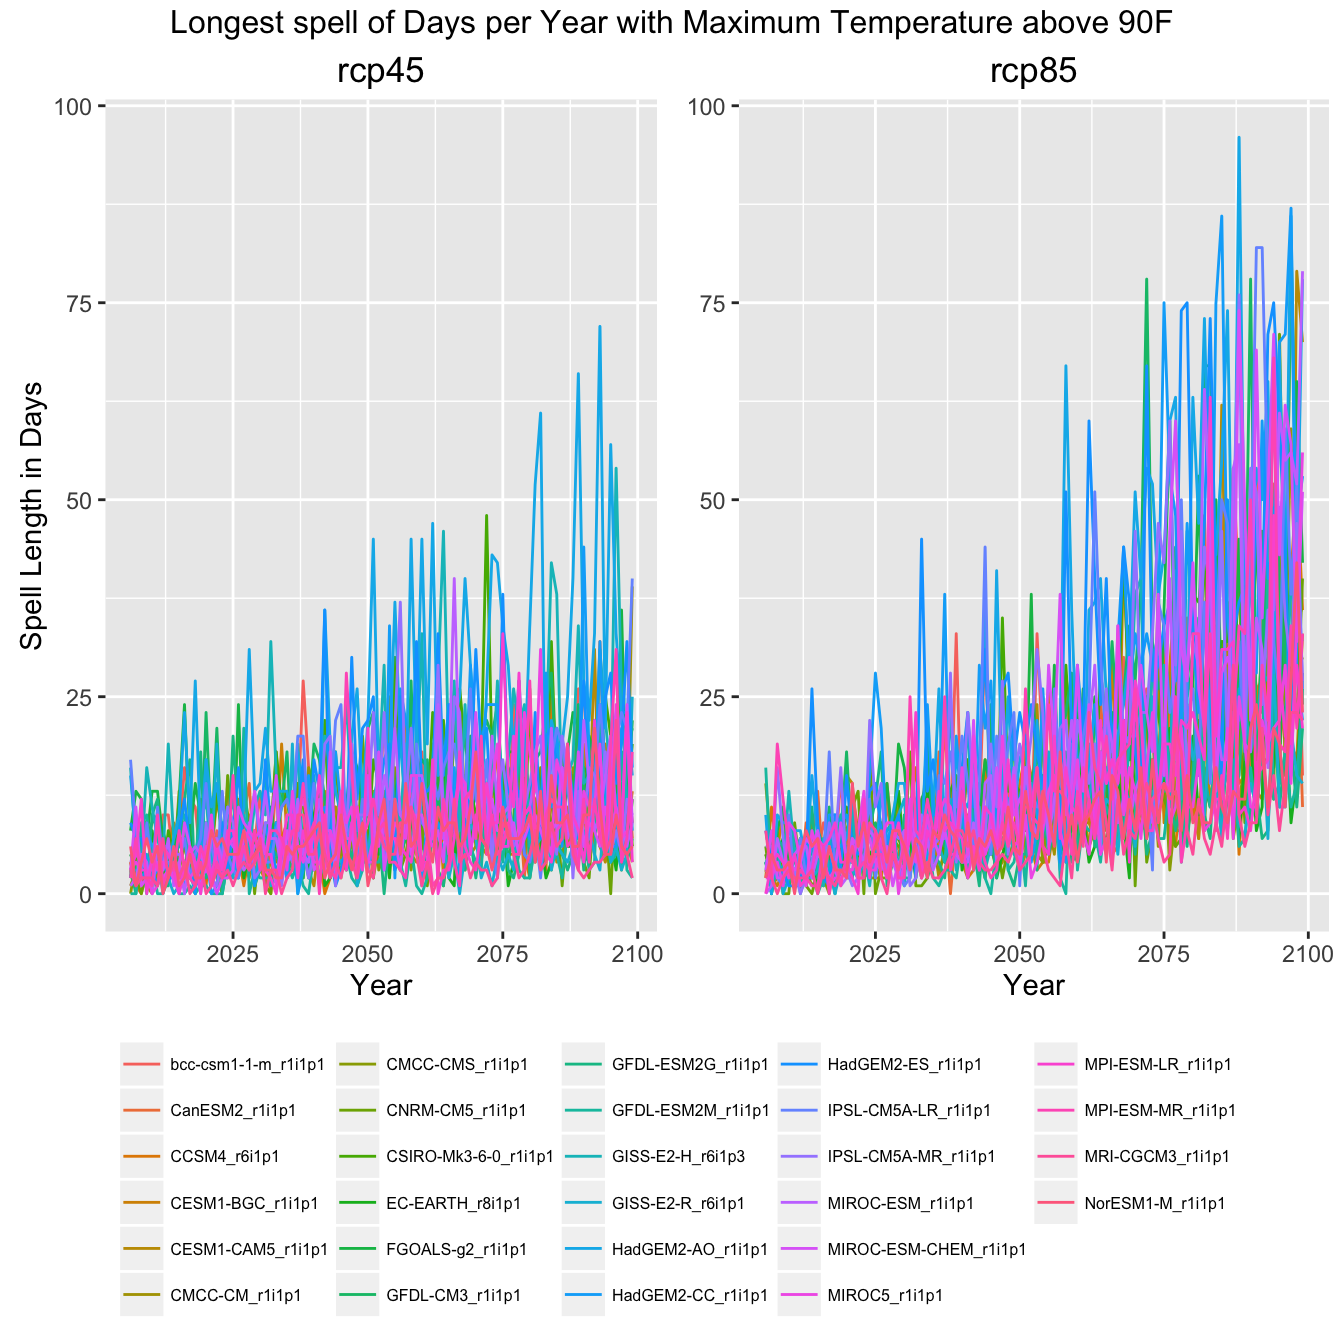 Longest spell of Days per Year with Maximum Temperature above 90F
rcp45
rcp85
Spell Length in Days
100
75
50
25
0
100
75
50
25
0
2025 2050 2075 2100
2025 2050 2075 2100
Year
Year
bcc-csm1-1-m_r1i1p1
CanESM2_r1i1p1
CCSM4_r6i1p1
CESM1-BGC_r1i1p1
CESM1-CAM5_r1i1p1
CMCC-CM_r1i1p1
CMCC-CMS_r1i1p1
CNRM-CM5_r1i1p1
CSIRO-Mk3-6-0_r1i1p1
EC-EARTH_r8i1p1
FGOALS-g2_r1i1p1
GFDL-CM3_r1i1p1
GFDL-ESM2G_r1i1p1
GFDL-ESM2M_r1i1p1
GISS-E2-H_r6i1p3
GISS-E2-R_r6i1p1
HadGEM2-AO_r1i1p1
HadGEM2-CC_r1i1p1
HadGEM2-ES_r1i1p1
IPSL-CM5A-LR_r1i1p1
IPSL-CM5A-MR_r1i1p1
MIROC-ESM_r1i1p1
MIROC-ESM-CHEM_r1i1p1
MIROC5_r1i1p1
MPI-ESM-LR_r1i1p1
MPI-ESM-MR_r1i1p1
MRI-CGCM3_r1i1p1
NorESM1-M_r1i1p1